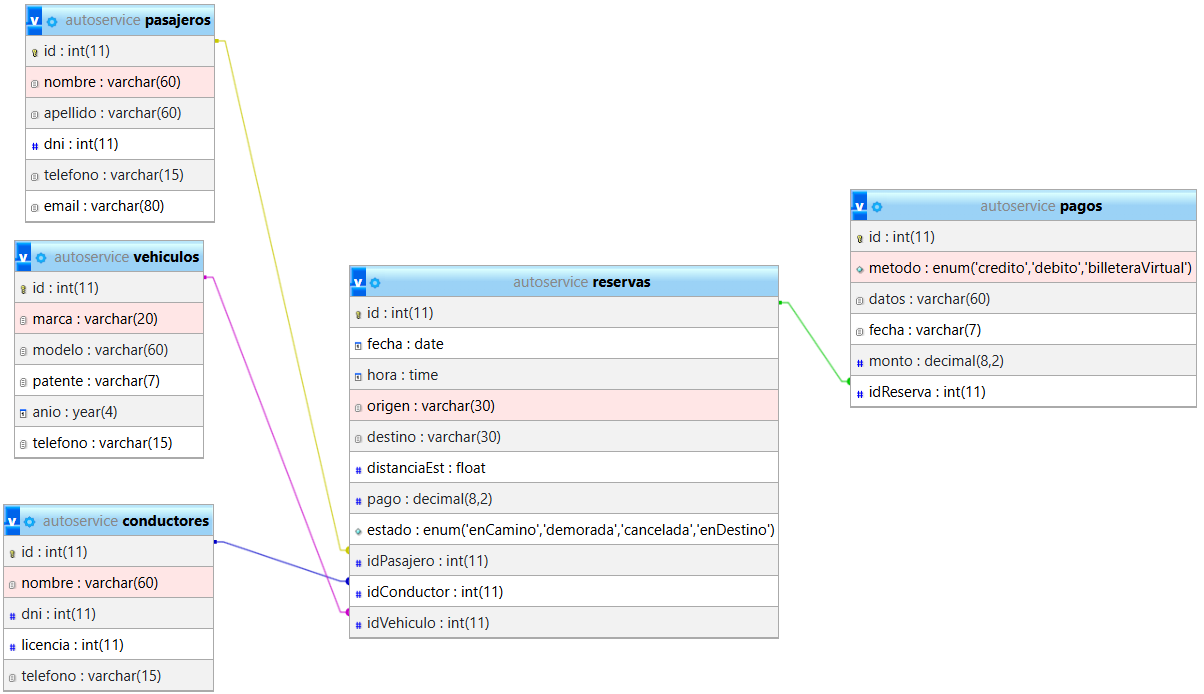 v autoservice pasajeros
id : int(11)
nombre : varchar(60)
apellido : varchar(60)
# dni : int(11)
telefono : varchar(15)
email : varchar(80)
v autoservice vehiculos
id : int(11)
marca : varchar(20)
modelo : varchar(60)
patente : varchar(7)
anio : year(4)
telefono : varchar(15)
v autoservice conductores
id : int(11)
nombre : varchar(60)
# dni : int(11)
# licencia : int(11)
telefono : varchar(15)
v autoservice reservas
id : int(11)
fecha : date
hora : time
origen : varchar(30)
destino : varchar(30)
# distanciaEst : float
# pago : decimal(8,2)
estado : enum('enCamino','demorada','cancelada','enDestino')
# idPasajero : int(11)
# idConductor : int(11)
# idVehiculo : int(11)
v autoservice pagos
id : int(11)
metodo : enum('credito','debito','billeteraVirtual')
datos : varchar(60)
fecha : varchar(7)
# monto : decimal(8,2)
# idReserva : int(11)